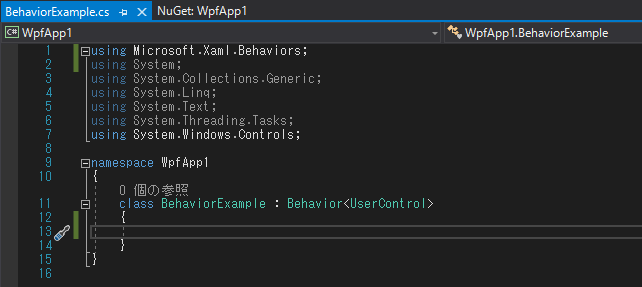 BehaviorExample.cs NuGet: WpfApp1
WpfApp1 WpfApp1.BehaviorExample
1 using Microsoft.Xaml.Behaviors;
2 using System;
3 using System.Collections.Generic;
4 using System.Linq;
5 using System.Text;
6 using System.Threading.Tasks;
7 using System.Windows.Controls;
8
9 namespace WpfApp1
10 {
0 個の参照
11 class BehaviorExample : Behavior<UserControl>
12 {
13
14 }
15 }
16